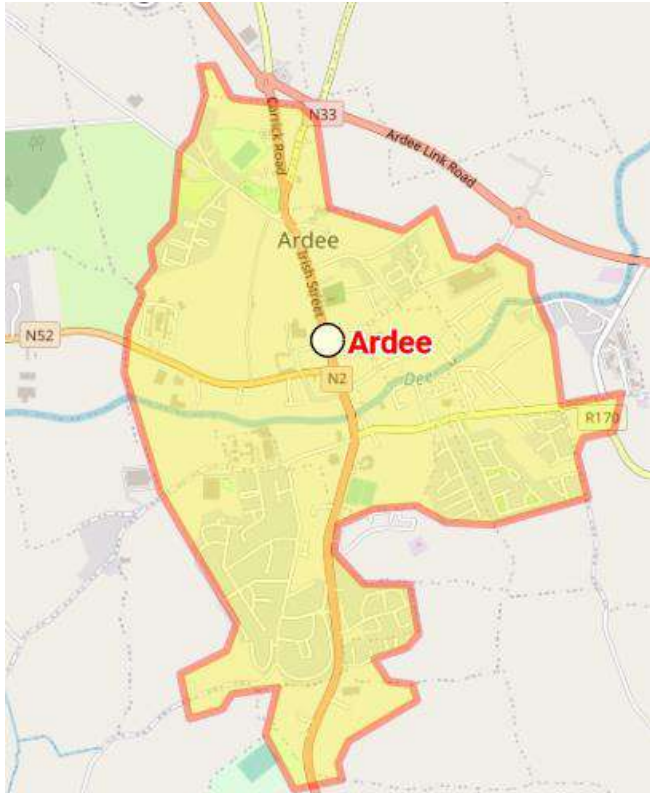 N33
Carrick Road
Ardee Link Road
Ardee
Irish Street
Ardee
N52
N2
Dee
R170